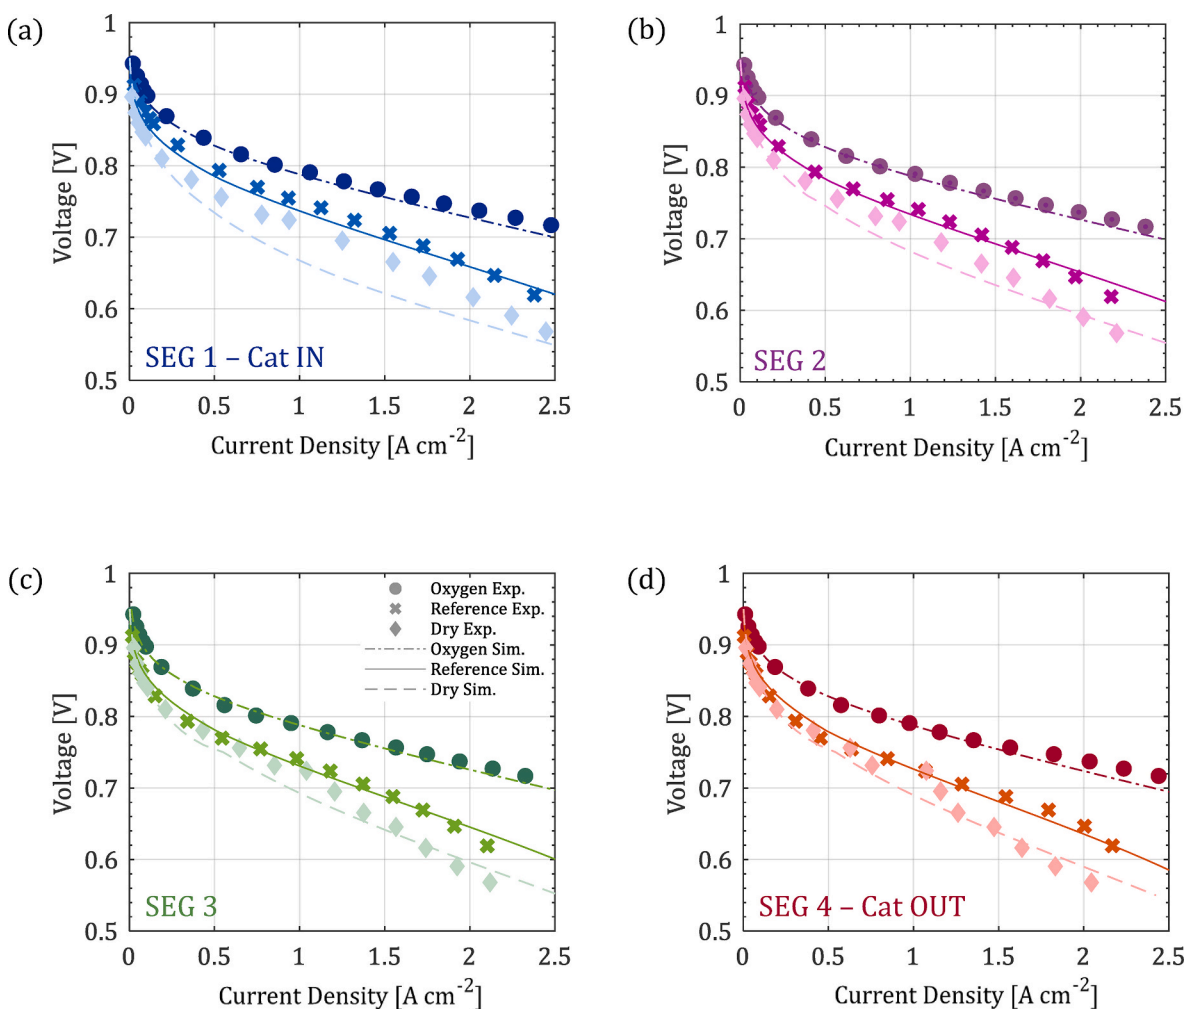 (a)
1
0.9
0.8
0.7
0.6
0.5
Voltage [V]
SEG 1 – Cat IN
0 0.5 1 1.5 2 2.5
Current Density [A cm-2]
(b)
1
0.9
0.8
0.7
0.6
0.5
Voltage [V]
SEG 2
0 0.5 1 1.5 2 2.5
Current Density [A cm-2]
(c)
1
0.9
0.8
0.7
0.6
0.5
Voltage [V]
Oxygen Exp.
Reference Exp.
Dry Exp.
Oxygen Sim.
Reference Sim.
Dry Sim.
SEG 3
0 0.5 1 1.5 2 2.5
Current Density [A cm-2]
(d)
1
0.9
0.8
0.7
0.6
0.5
Voltage [V]
SEG 4 – Cat OUT
0 0.5 1 1.5 2 2.5
Current Density [A cm-2]